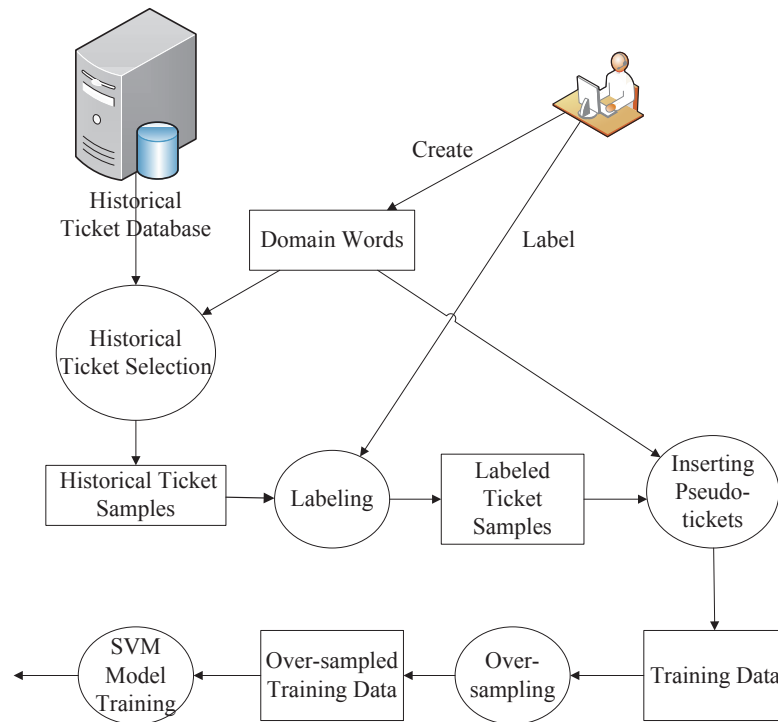 Create
Historical
Ticket Database
Domain Words
Label
Historical
Ticket Selection
Historical Ticket
Samples
Labeling
Labeled
Ticket
Samples
Inserting
Pseudo-
tickets
SVM
Model
Training
Over-sampled
Training Data
Over-
sampling
Training Data